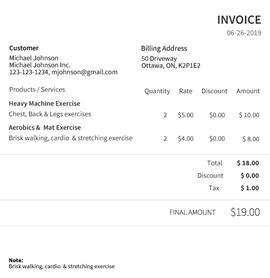 INVOICE
06-26-2019
Customer Billing Address
Michael Johnson 50 Driveway
Michael Johnson Inc. Ottawa, ON, K2P1E2
123-123-1234, mjohnson@gmail.com
Products / Services Quantity Rate Discount Amount
Heavy Machine Exercise
Chest, Back & Legs exercises 2 $5.00 $0.00 $ 10.00
Aerobics & Mat Exercise
Brisk walking, cardio & stretching exercise 2 $4.00 $0.00 $ 8.00
Total $ 18.00
Discount $ 0.00
Tax $ 1.00
FINAL AMOUNT $19.00
Note:
Brisk walking, cardio & stretching exercise